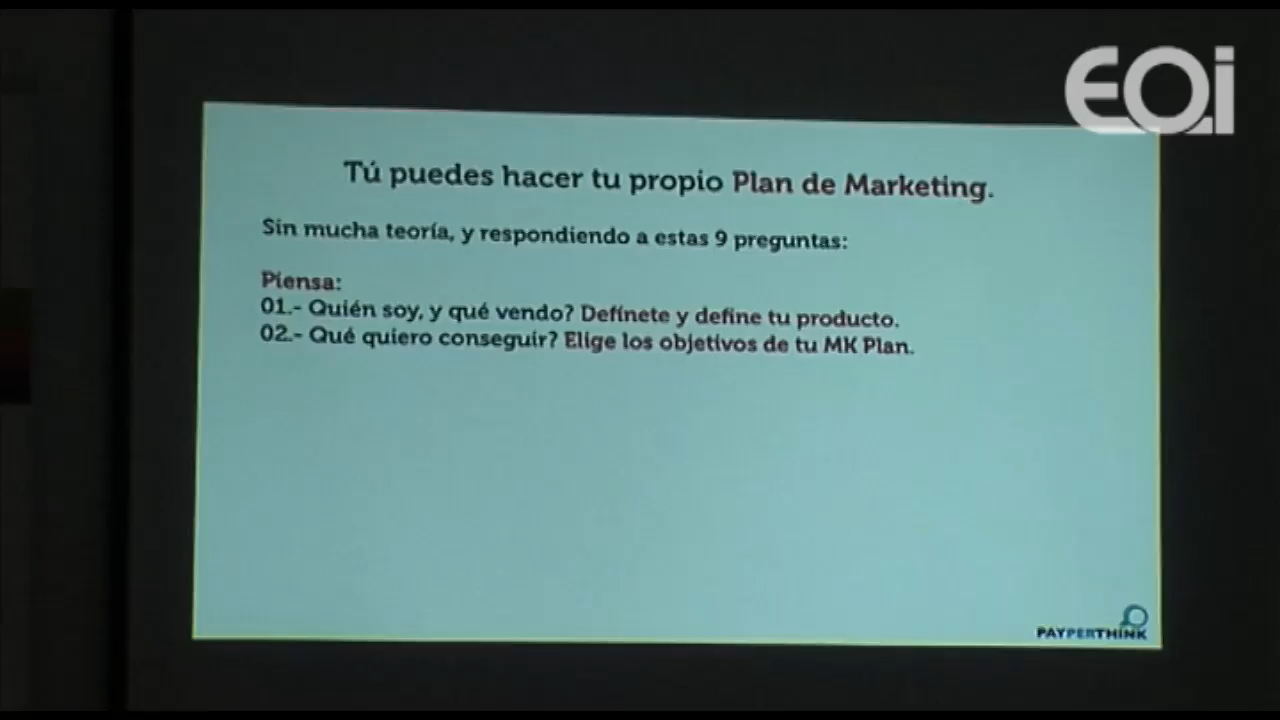 EOi
Tú puedes hacer tu propio Plan de Marketing.
Sin mucha teoría, y respondiendo a estas 9 preguntas:
Piensa:
01.- Quién soy, y qué vendo? Defínete y define tu producto.
02.- Qué quiero conseguir? Elige los objetivos de tu MK Plan.
PAYPERTHINK